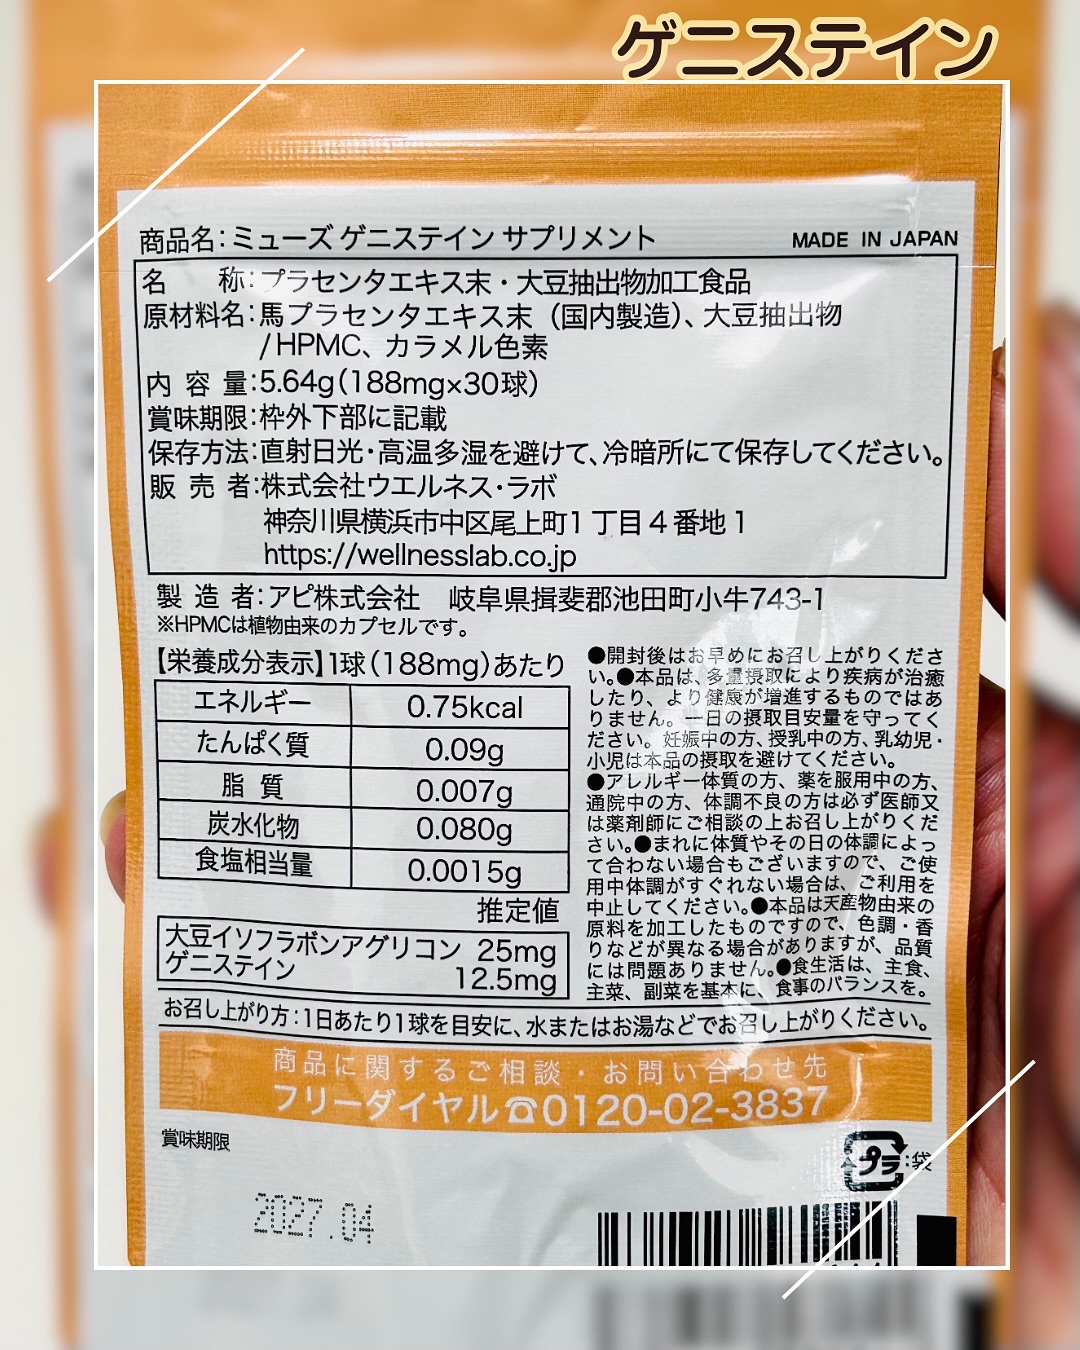 ゲニステイン
商品名：ミューズ ゲニステイン サプリメント
MADE IN JAPAN
名　　称：プラセンタエキス末・大豆抽出物加工食品
原材料名：馬プラセンタエキス末（国内製造）、大豆抽出物
/HPMC、カラメル色素
内 容 量：5.64g（188mg×30球）
賞味期限：枠外下部に記載
保存方法：直射日光・高温多湿を避けて、冷暗所にて保存してください。
販 売 者：株式会社ウエルネス・ラボ
神奈川県横浜市中区尾上町1丁目4番地1
https://wellnesslab.co.jp
製 造 者：アピ株式会社　岐阜県揖斐郡池田町小牛743-1
※HPMCは植物由来のカプセルです。
【栄養成分表示】1球（188mg）あたり
エネルギー 0.75kcal
たんぱく質 0.09g
脂 質 0.007g
炭水化物 0.080g
食塩相当量 0.0015g
推定値
大豆イソフラボンアグリコン 25mg
ゲニステイン 12.5mg
●開封後はお早めにお召し上がりくださ
い。●本品は、多量摂取により疾病が治癒
したり、より健康が増進するものではあ
りません。一日の摂取目安量を守ってく
ださい。妊娠中の方、授乳中の方、乳幼児・
小児は本品の摂取を避けてください。
●アレルギー体質の方、薬を服用中の方、
通院中の方、体調不良の方は必ず医師又
は薬剤師にご相談の上お召し上がりくだ
さい。●まれに体質やその日の体調によっ
て合わない場合もございますので、ご使
用中体調がすぐれない場合は、ご利用を
中止してください。●本品は天産物由来の
原料を加工したものですので、色調・香
りなどが異なる場合がありますが、品質
には問題ありません。●食生活は、主食、
主菜、副菜を基本に、食事のバランスを。
お召し上がり方：1日あたり1球を目安に、水またはお湯などでお召し上がりください。
商品に関するご相談・お問い合わせ先
フリーダイヤル☎0120-02-3837
賞味期限
プラ：袋
2027.04